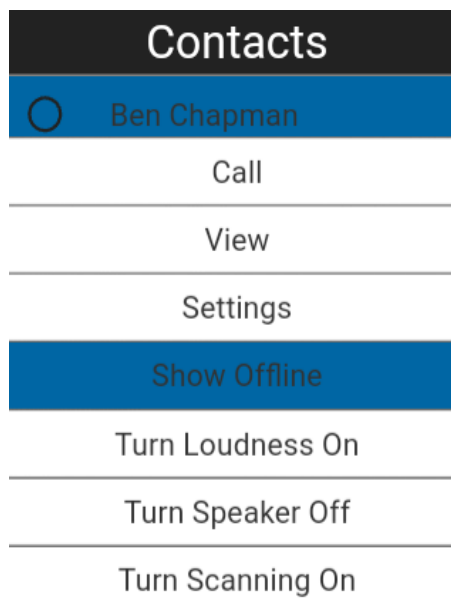 Contacts
Ben Chapman
Call
View
Settings
Show Offline
Turn Loudness On
Turn Speaker Off
Turn Scanning On